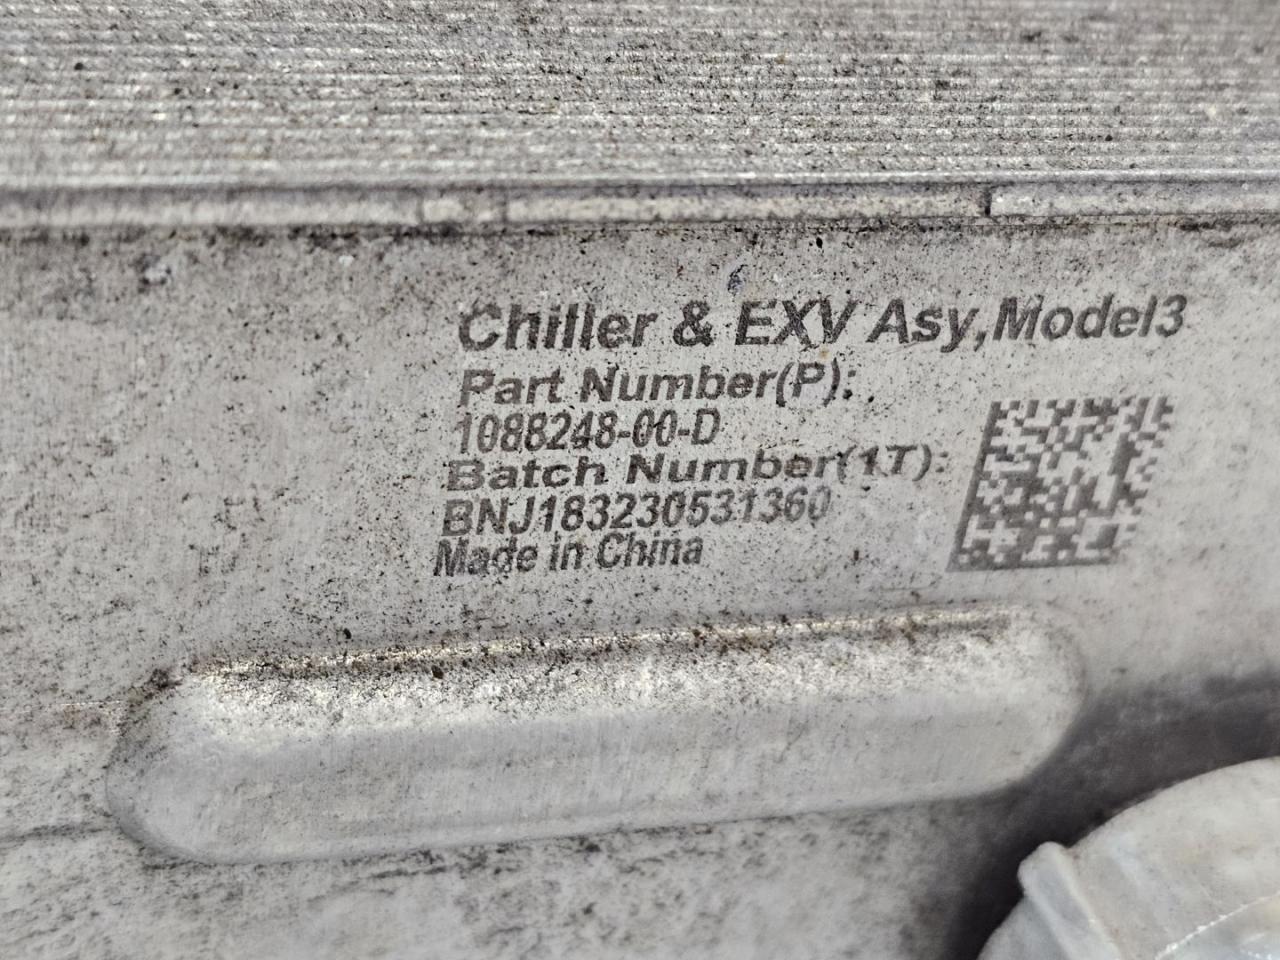 Chiller & EXV Asy,Model3
Part Number(P):
1088248-00-D
Batch Number(1T):
BNJ183230531360
Made in China